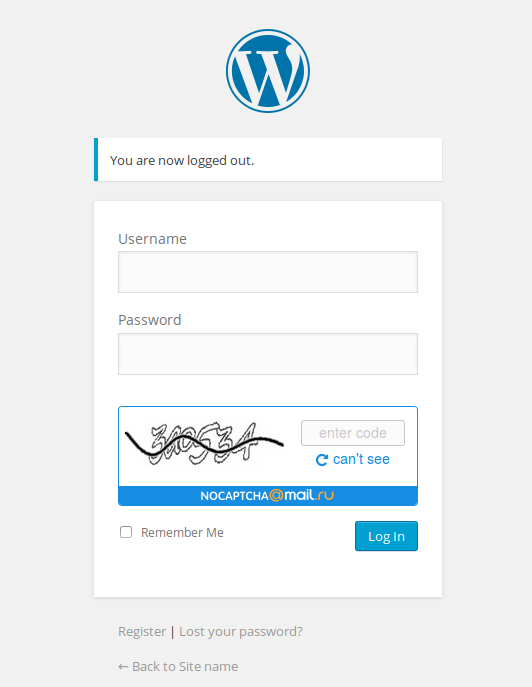 You are now logged out.
Username
Password
enter code
can't see
NOCAPTCHA@mail.ru
Remember Me
Log In
Register | Lost your password?
← Back to Site name